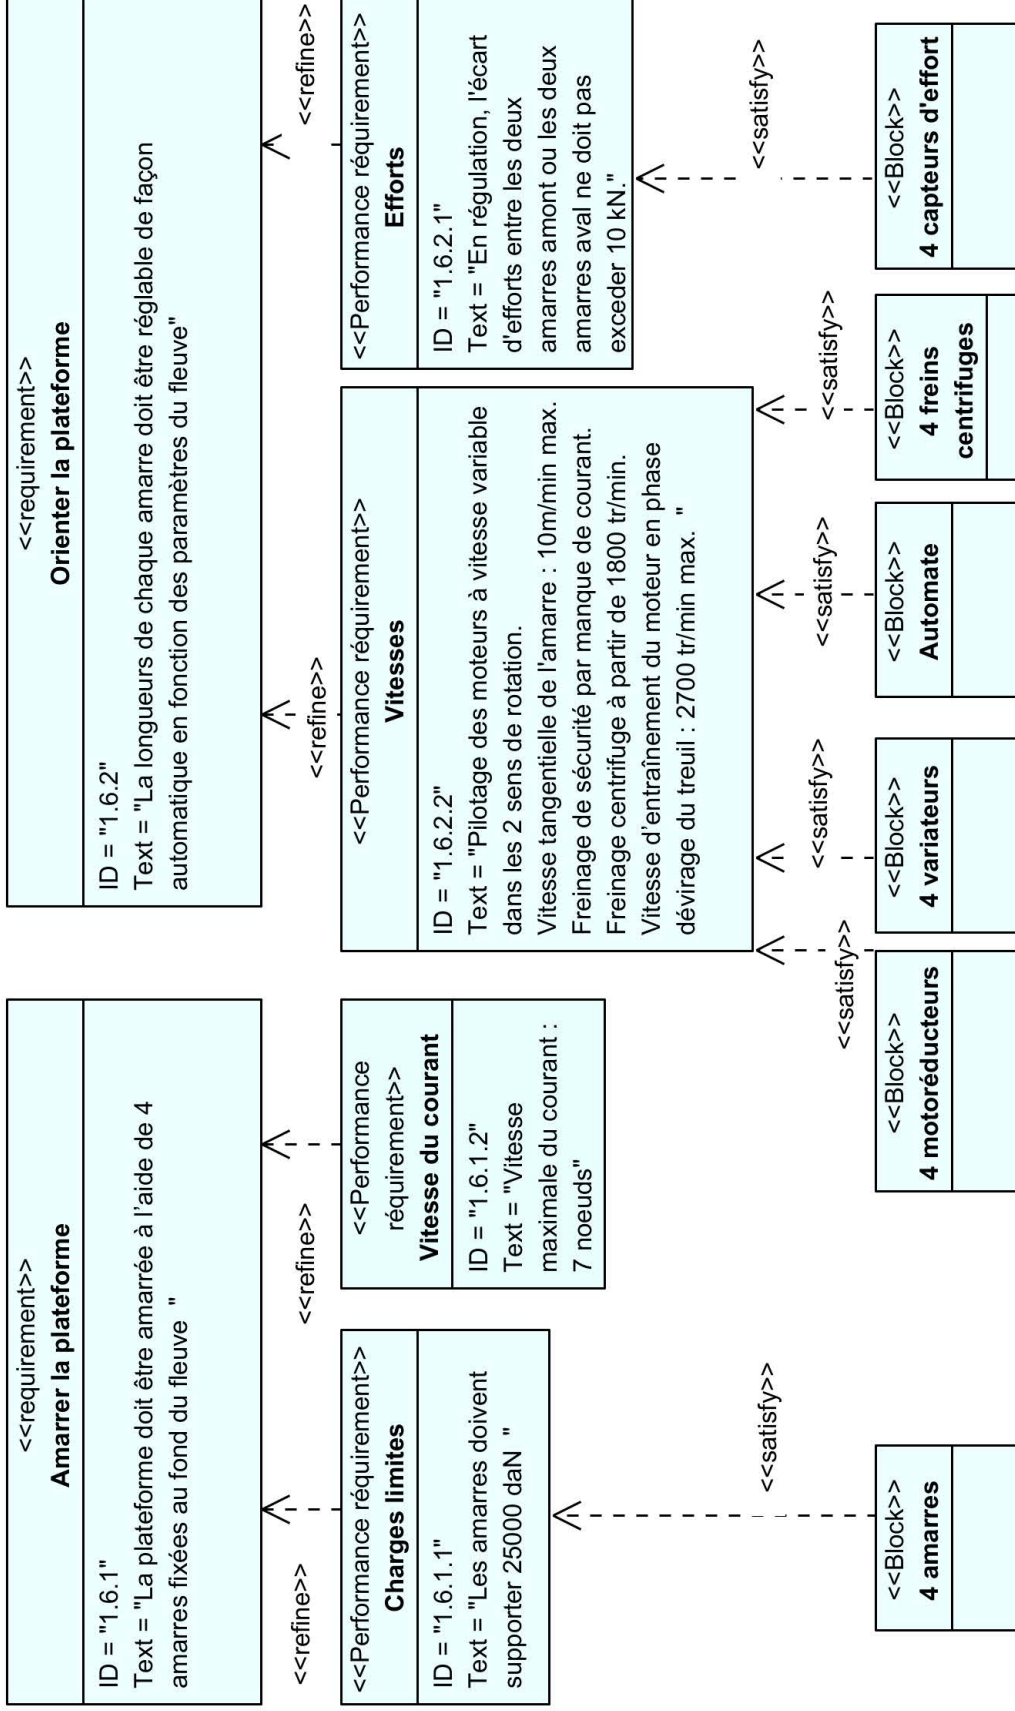 <<requirement>>
Amarrer la plateforme
ID = "1.6.1"
Text = "La plateforme doit être amarrée à l'aide de 4
amarres fixées au fond du fleuve "
<<requirement>>
Orienter la plateforme
ID = "1.6.2"
Text = "La longueurs de chaque amarre doit être réglable de façon
automatique en fonction des paramètres du fleuve"
<<refine>>
<<refine>>
<<refine>>
<<refine>>
<<Performance réquirement>>
Charges limites
ID = "1.6.1.1"
Text = "Les amarres doivent
supporter 25000 daN "
<<Performance
réquirement>>
Vitesse du courant
ID = "1.6.1.2"
Text = "Vitesse
maximale du courant :
7 noeuds"
<<Performance réquirement>>
Vitesses
ID = "1.6.2.2"
Text = "Pilotage des moteurs à vitesse variable
dans les 2 sens de rotation.
Vitesse tangentielle de l'amarre : 10m/min max.
Freinage de sécurité par manque de courant.
Freinage centrifuge à partir de 1800 tr/min.
Vitesse d'entraînement du moteur en phase
dévirage du treuil : 2700 tr/min max. "
<<Performance réquirement>>
Efforts
ID = "1.6.2.1"
Text = "En régulation, l'écart
d'efforts entre les deux
amarres amont ou les deux
amarres aval ne doit pas
exceder 10 kN."
<<satisfy>>
<<satisfy>>
<<satisfy>>
<<satisfy>>
<<satisfy>>
<<satisfy>>
<<Block>>
4 amarres
<<Block>>
4 motoréducteurs
<<Block>>
4 variateurs
<<Block>>
Automate
<<Block>>
4 freins
centrifuges
<<Block>>
4 capteurs d'effort